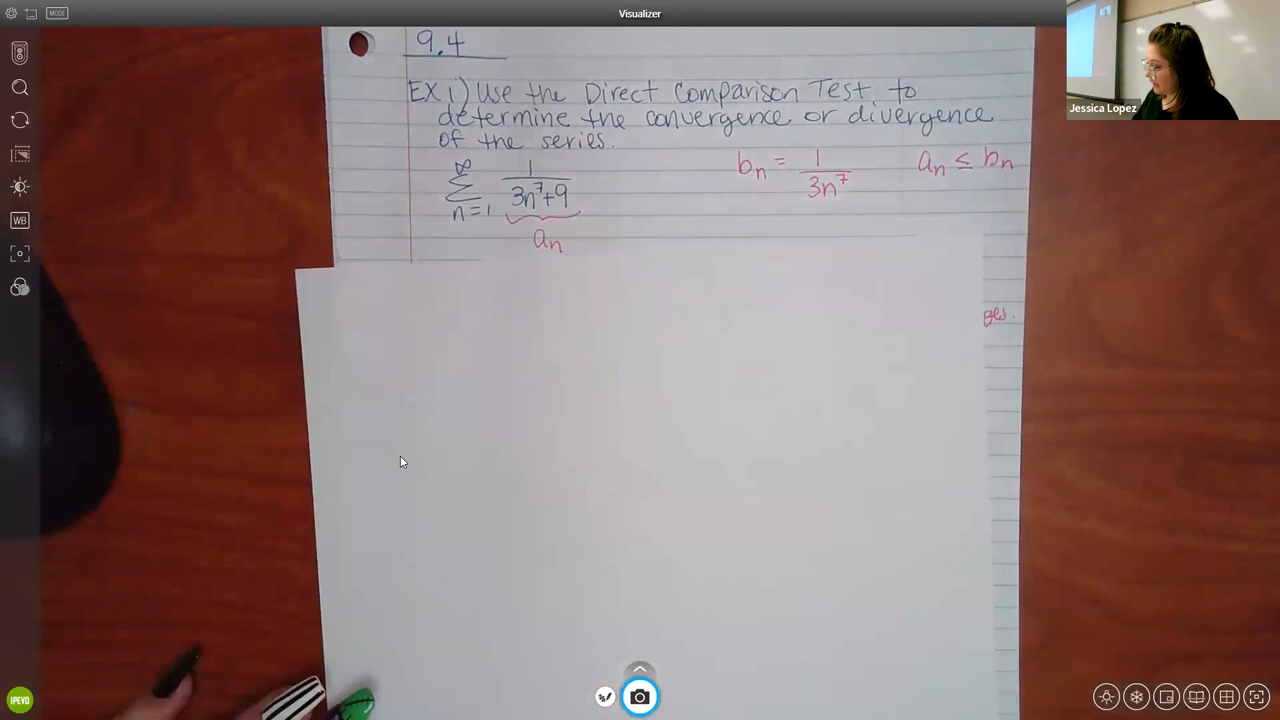 MODE
Visualizer
Jessica Lopez
WB
9.4
EX 1) Use the Direct Comparison Test to
determine the convergence or divergence
of the series.
∞
Σ 1/(3n⁷+9)
n=1
aₙ
bₙ = 1/(3n⁷) aₙ ≤ bₙ
ges.
IPEVO